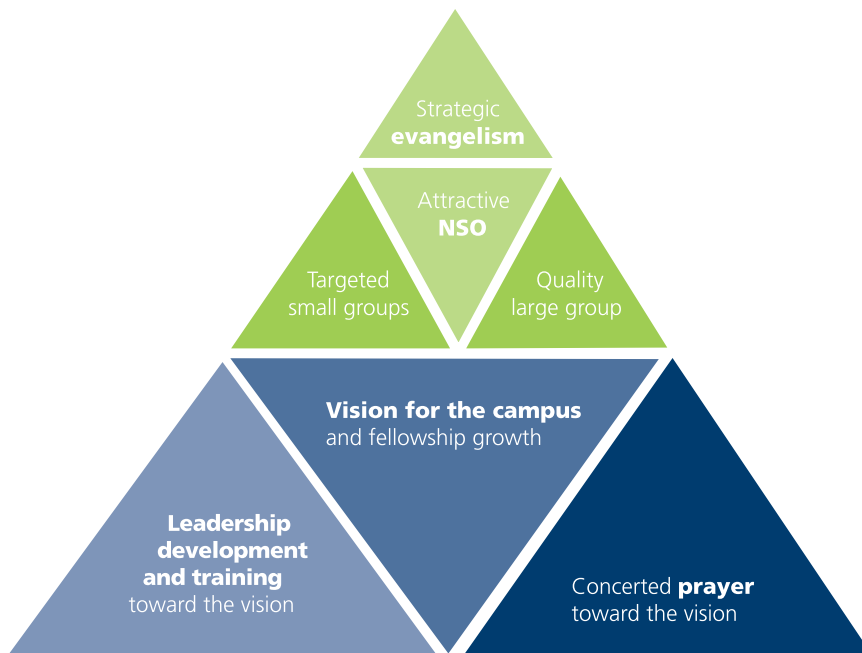 Strategic
evangelism
Attractive
NSO
Targeted
small groups
Quality
large group
Vision for the campus
and fellowship growth
Leadership
development
and training
toward the vision
Concerted prayer
toward the vision